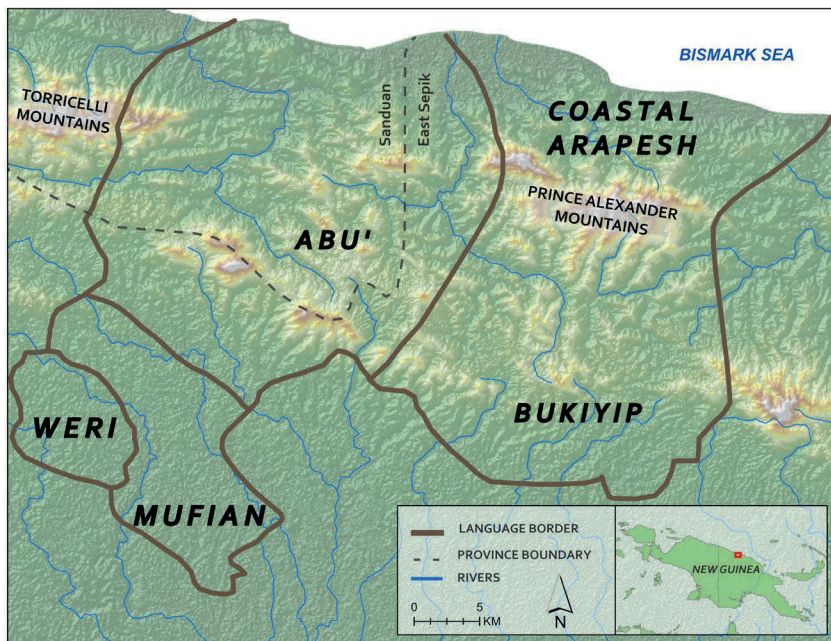 BISMARK SEA
TORRICELLI
MOUNTAINS
Sanduan
East Sepik
COASTAL
ARAPESH
PRINCE ALEXANDER
MOUNTAINS
ABU'
WERI
BUKIYIP
MUFIAN
LANGUAGE BORDER
PROVINCE BOUNDARY
RIVERS
0 5
KM
N
NEW GUINEA